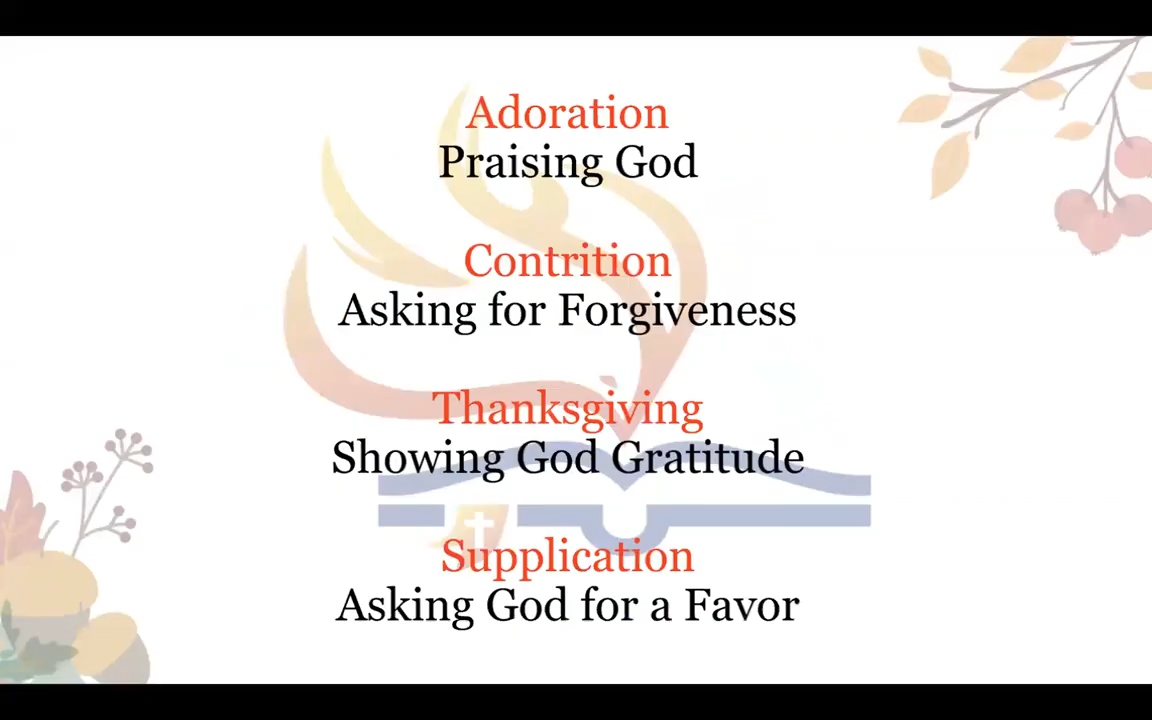 Adoration
Praising God
Contrition
Asking for Forgiveness
Thanksgiving
Showing God Gratitude
Supplication
Asking God for a Favor